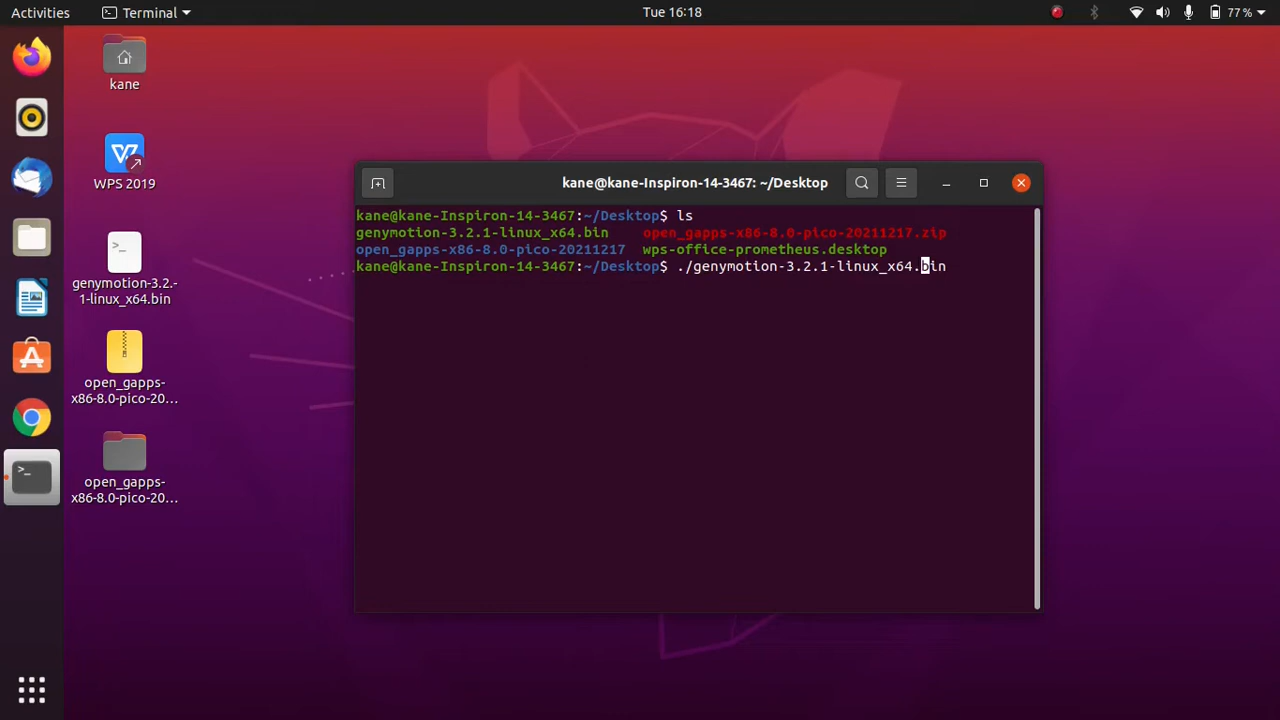 Activities
Terminal
Tue 16:18
77 %
kane
WPS 2019
genymotion-3.2.-
1-linux_x64.bin
open_gapps-
x86-8.0-pico-20…
open_gapps-
x86-8.0-pico-20…
kane@kane-Inspiron-14-3467: ~/Desktop
kane@kane-Inspiron-14-3467:~/Desktop$ ls
genymotion-3.2.1-linux_x64.bin open_gapps-x86-8.0-pico-20211217.zip
open_gapps-x86-8.0-pico-20211217 wps-office-prometheus.desktop
kane@kane-Inspiron-14-3467:~/Desktop$ ./genymotion-3.2.1-linux_x64.bin